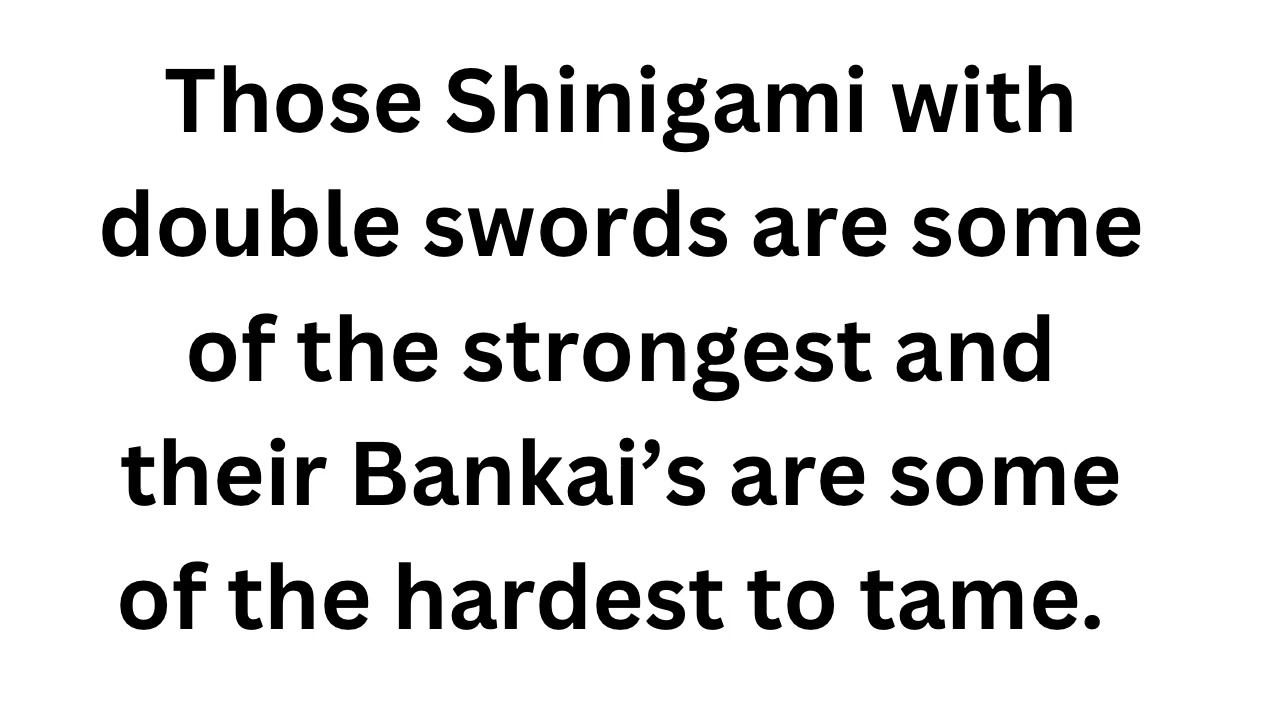 Those Shinigami with
double swords are some
of the strongest and
their Bankai’s are some
of the hardest to tame.